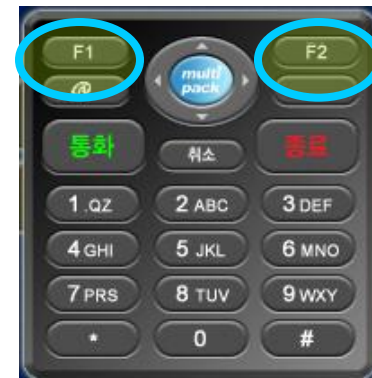 F1 multi pack F2
@
통화 취소 종료
1.QZ 2 ABC 3 DEF
4 GHI 5 JKL 6 MNO
7 PRS 8 TUV 9 WXY
* 0 #